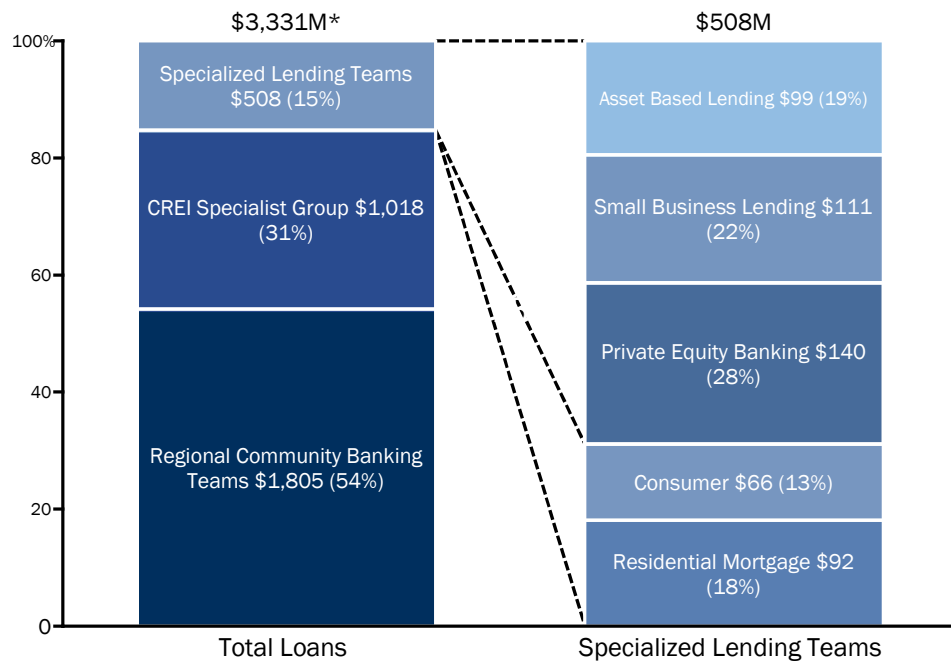 $3,331M*
$508M
100%
80
60
40
20
0
Specialized Lending Teams
$508 (15%)
CREI Specialist Group $1,018
(31%)
Regional Community Banking
Teams $1,805 (54%)
Asset Based Lending $99 (19%)
Small Business Lending $111
(22%)
Private Equity Banking $140
(28%)
Consumer $66 (13%)
Residential Mortgage $92
(18%)
Total Loans
Specialized Lending Teams